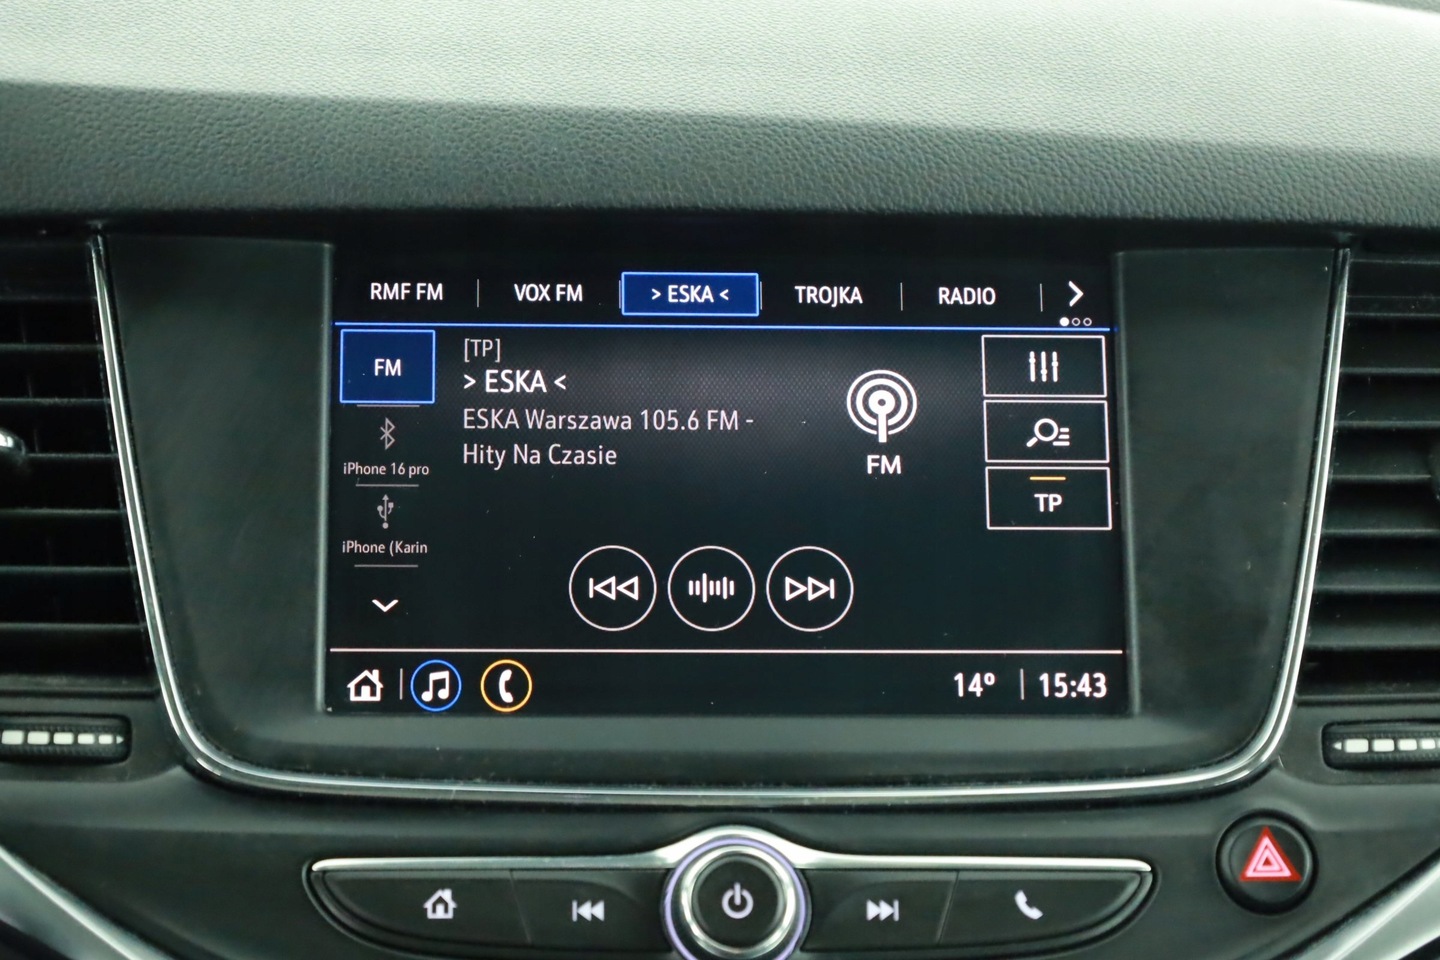 RMF FM
VOX FM
> ESKA <
TROJKA
RADIO
FM
[TP]
> ESKA <
ESKA Warszawa 105.6 FM -
Hity Na Czasie
FM
TP
iPhone 16 pro
iPhone (Karin
14°
15:43